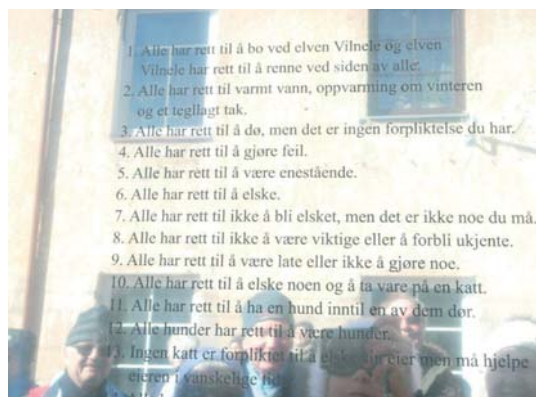 1. Alle har rett til å bo ved elven Vilnele og elven
Vilnele har rett til å renne ved siden av alle.
2. Alle har rett til varmt vann, oppvarming om vinteren
og et tegllagt tak.
3. Alle har rett til å dø, men det er ingen forpliktelse du har.
4. Alle har rett til å gjøre feil.
5. Alle har rett til å være enestående.
6. Alle har rett til å elske.
7. Alle har rett til ikke å bli elsket, men det er ikke noe du må.
8. Alle har rett til ikke å være viktige eller å forbli ukjente.
9. Alle har rett til å være late eller ikke å gjøre noe.
10. Alle har rett til å elske noen og å ta vare på en katt.
11. Alle har rett til å ha en hund inntil en av dem dør.
12. Alle hunder har rett til å være hunder.
13. Ingen katt er forpliktet til å elske sin eier men må hjelpe
eieren i vanskelige